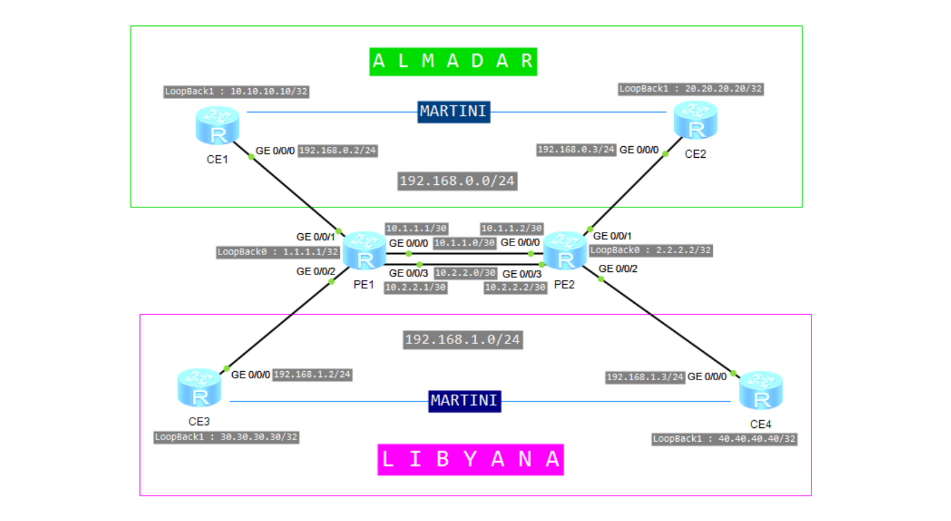 A L M A D A R
LoopBack1 : 10.10.10.10/32
LoopBack1 : 20.20.20.20/32
MARTINI
R
R
CE1
CE2
GE 0/0/0 192.168.0.2/24
192.168.0.3/24 GE 0/0/0
192.168.0.0/24
10.1.1.1/30
10.1.1.2/30
GE 0/0/1
GE 0/0/1
GE 0/0/0 10.1.1.0/30 GE 0/0/0
LoopBack0 : 1.1.1.1/32
LoopBack0 : 2.2.2.2/32
R
R
GE 0/0/2
GE 0/0/3 10.2.2.0/30 GE 0/0/3
GE 0/0/2
PE1
10.2.2.1/30
10.2.2.2/30
PE2
192.168.1.0/24
GE 0/0/0 192.168.1.2/24
192.168.1.3/24 GE 0/0/0
R
R
MARTINI
CE3
CE4
LoopBack1 : 30.30.30.30/32
LoopBack1 : 40.40.40.40/32
L I B Y A N A